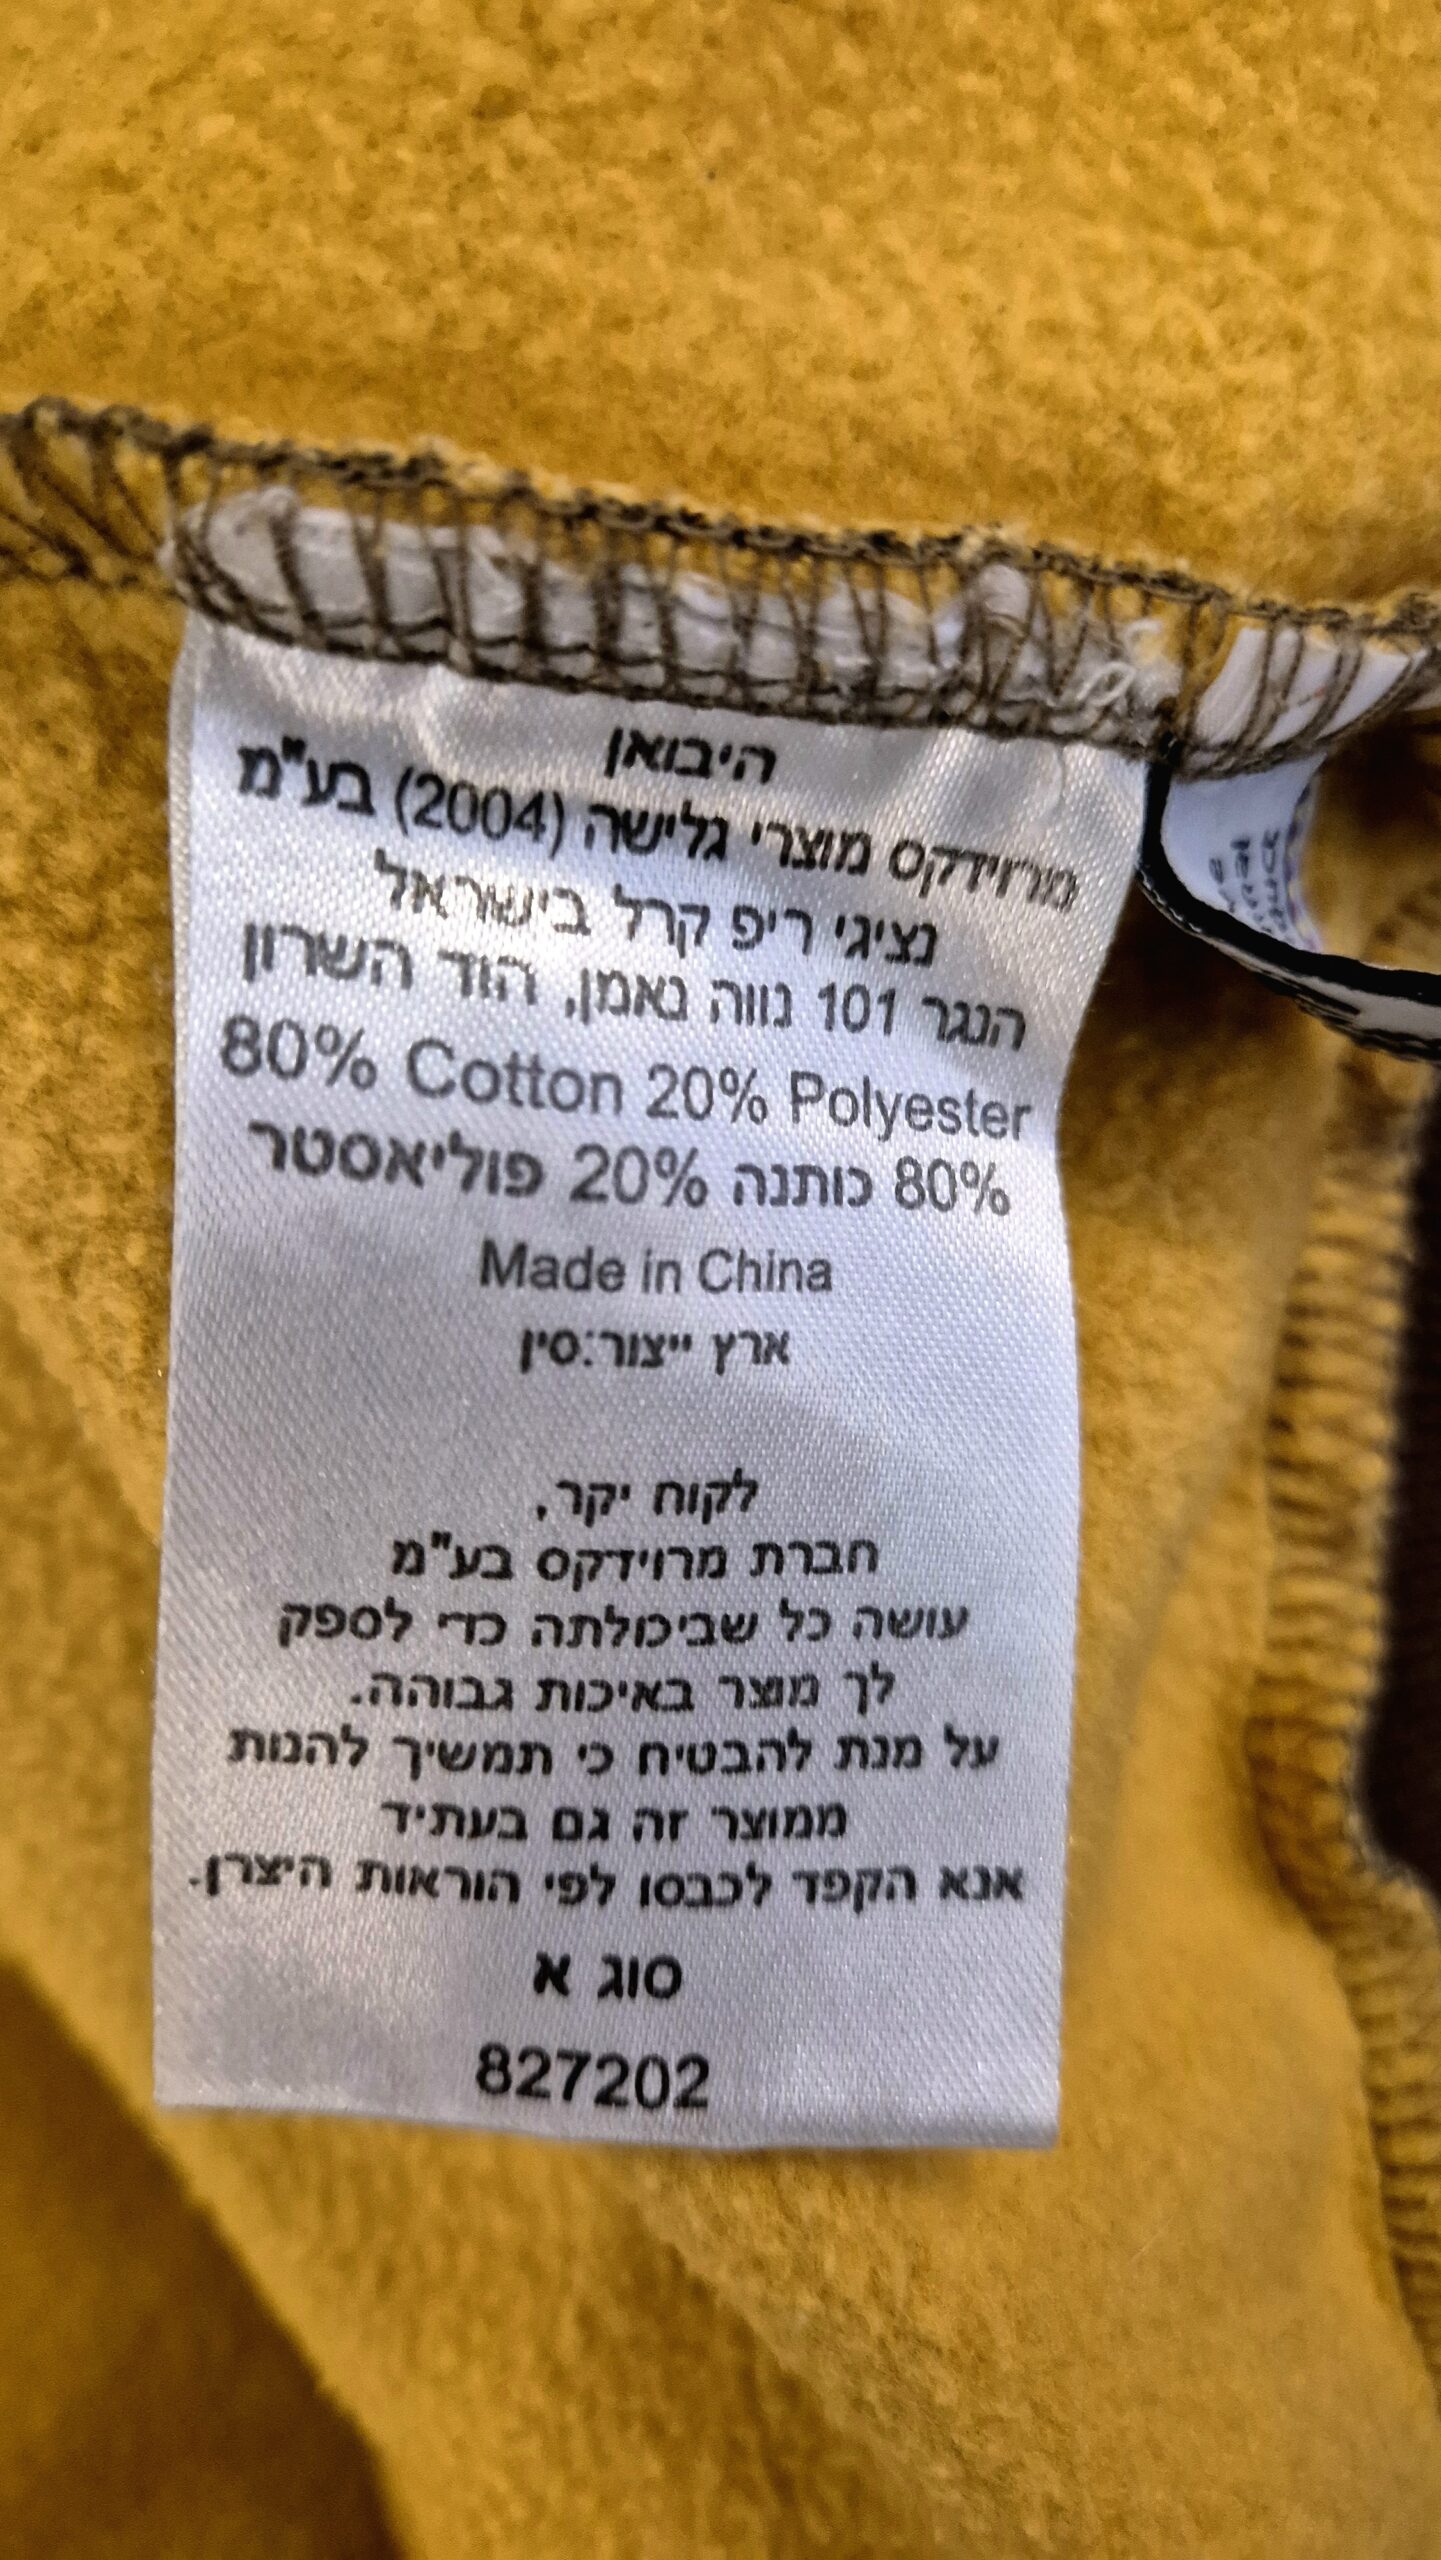 היבואן
מרוידקס מוצרי גלישה (2004) בע"מ
נציגי ריפ קרל בישראל
הנגר 101 נווה נאמן, הוד השרון
80% Cotton 20% Polyester
80% כותנה 20% פוליאסטר
Made in China
ארץ ייצור:סין
לקוח יקר,
חברת מרוידקס בע"מ
עושה כל שביכולתה כדי לספק
לך מוצר באיכות גבוהה.
על מנת להבטיח כי תמשיך להנות
ממוצר זה גם בעתיד
אנא הקפד לכבסו לפי הוראות היצרן.
סוג א
827202